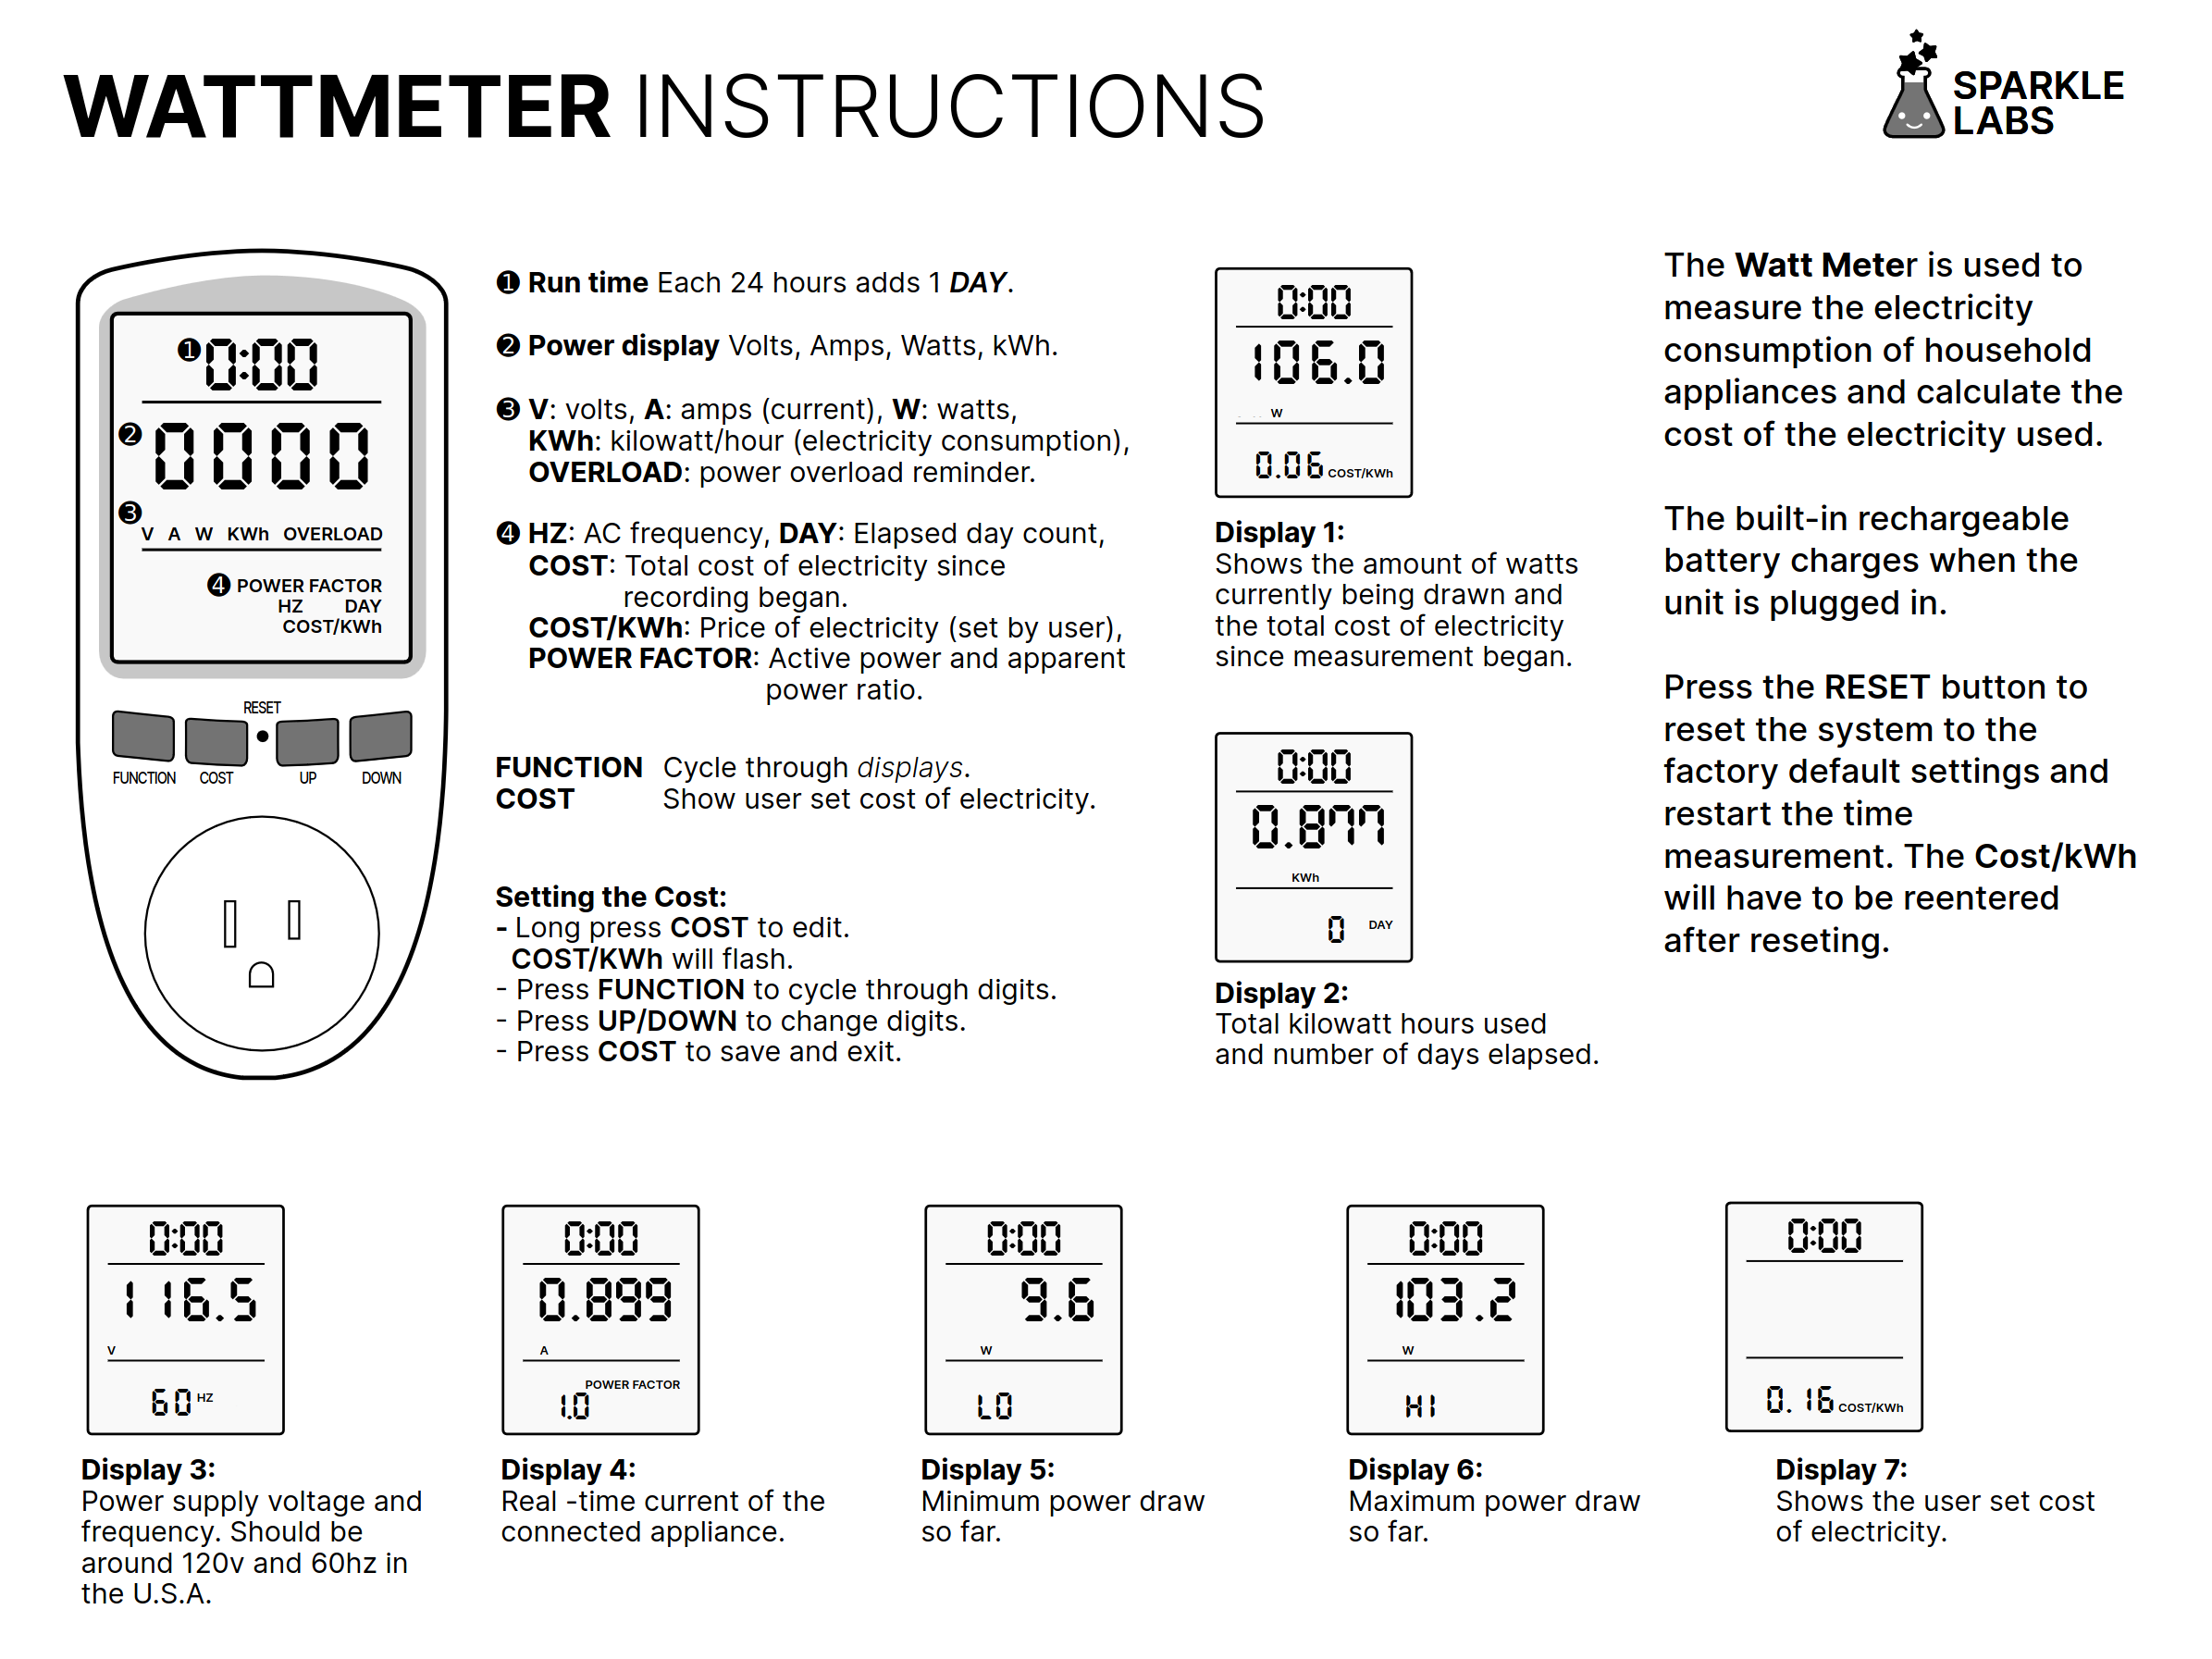 WATTMETER INSTRUCTIONS
SPARKLE
LABS
❶ 0:00
❷ 0000
❸
V A W KWh OVERLOAD
❹ POWER FACTOR
HZ DAY
COST/KWh
RESET
FUNCTION COST UP DOWN
❶ Run time Each 24 hours adds 1 DAY.
❷ Power display Volts, Amps, Watts, kWh.
❸ V: volts, A: amps (current), W: watts,
KWh: kilowatt/hour (electricity consumption),
OVERLOAD: power overload reminder.
❹ HZ: AC frequency, DAY: Elapsed day count,
COST: Total cost of electricity since
recording began.
COST/KWh: Price of electricity (set by user),
POWER FACTOR: Active power and apparent
power ratio.
FUNCTION Cycle through displays.
COST Show user set cost of electricity.
Setting the Cost:
- Long press COST to edit.
COST/KWh will flash.
- Press FUNCTION to cycle through digits.
- Press UP/DOWN to change digits.
- Press COST to save and exit.
0:00
106.0
W
0.06 COST/KWh
Display 1:
Shows the amount of watts
currently being drawn and
the total cost of electricity
since measurement began.
0:00
0.877
KWh
0 DAY
Display 2:
Total kilowatt hours used
and number of days elapsed.
The Watt Meter is used to
measure the electricity
consumption of household
appliances and calculate the
cost of the electricity used.
The built-in rechargeable
battery charges when the
unit is plugged in.
Press the RESET button to
reset the system to the
factory default settings and
restart the time
measurement. The Cost/kWh
will have to be reentered
after reseting.
0:00
116.5
V
60 HZ
Display 3:
Power supply voltage and
frequency. Should be
around 120v and 60hz in
the U.S.A.
0:00
0.899
A
POWER FACTOR
1.0
Display 4:
Real -time current of the
connected appliance.
0:00
9.6
W
LO
Display 5:
Minimum power draw
so far.
0:00
103.2
W
HI
Display 6:
Maximum power draw
so far.
0:00
0.16 COST/KWh
Display 7:
Shows the user set cost
of electricity.